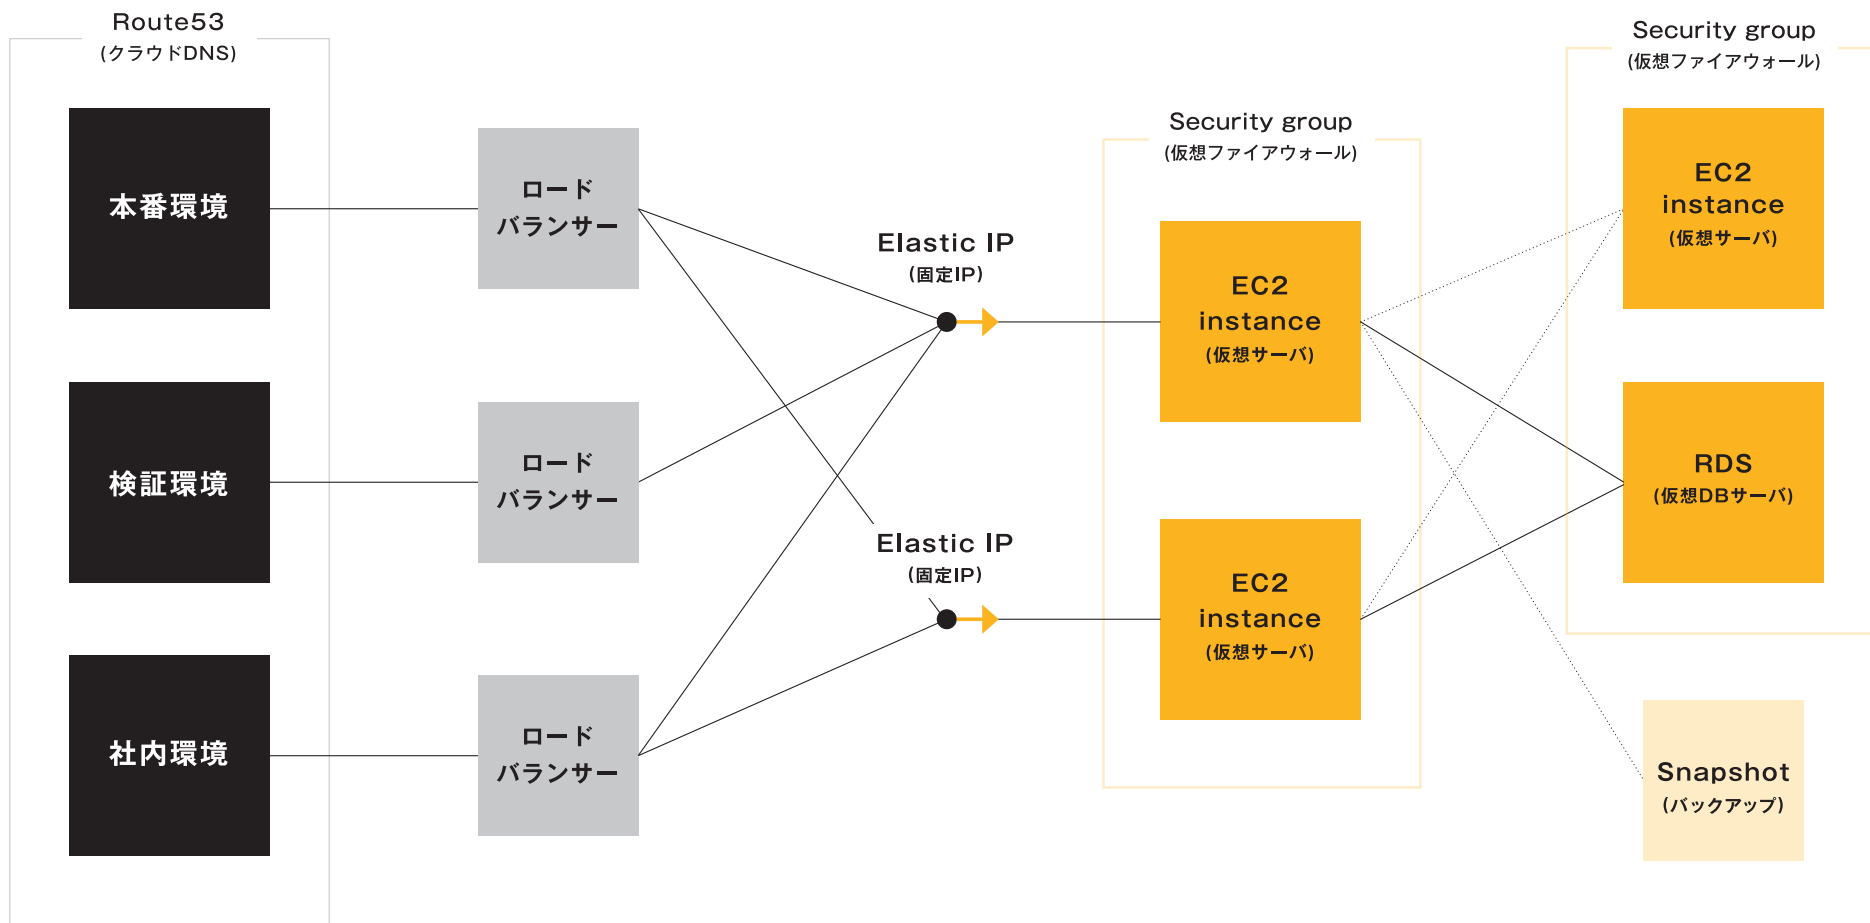 Route53
(クラウドDNS)
本番環境
検証環境
社内環境
ロード
バランサー
ロード
バランサー
ロード
バランサー
Elastic IP
(固定IP)
Elastic IP
(固定IP)
Security group
(仮想ファイアウォール)
EC2
instance
(仮想サーバ)
EC2
instance
(仮想サーバ)
Security group
(仮想ファイアウォール)
EC2
instance
(仮想サーバ)
RDS
(仮想DBサーバ)
Snapshot
(バックアップ)